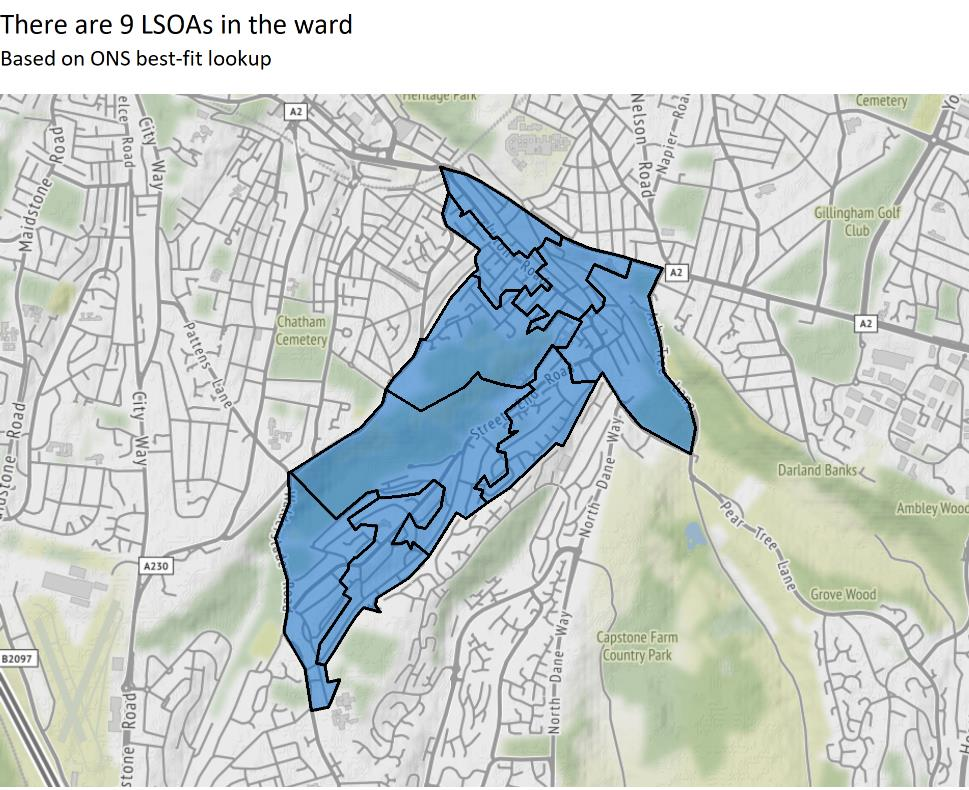 There are 9 LSOAs in the ward
Based on ONS best-fit lookup
Heritage Park
Cemetery
A2
City Way
Road
Maidstone Road
Nelson Road
Napier Road
Gillingham Golf
Club
A2
A2
Chatham
Cemetery
Pattens Lane
City Way
Street End Road
Darland Banks
Ambley Wood
North Dane Way
Pear Tree Lane
A230
Grove Wood
Capstone Farm
Country Park
B2097
North Dane Way